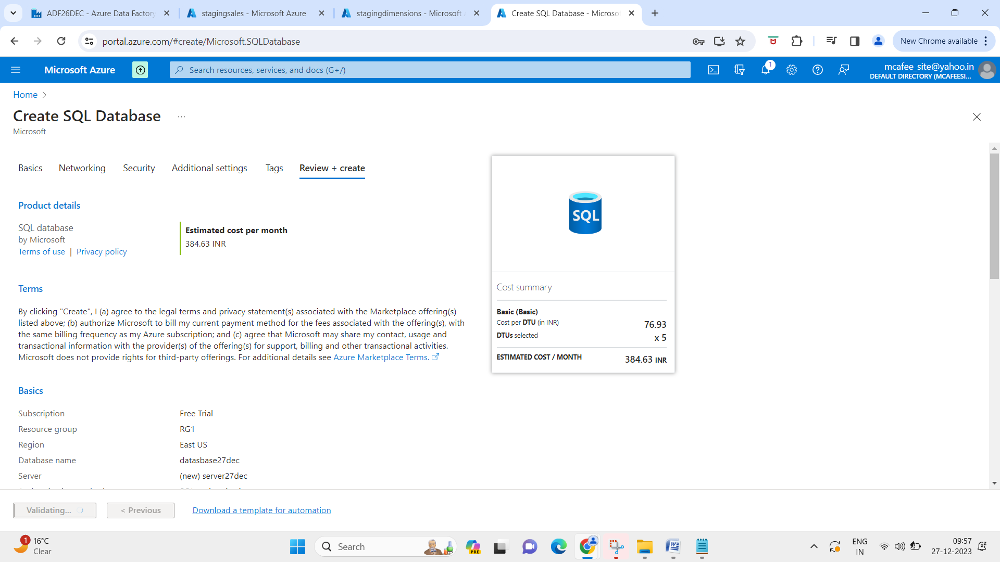 ADF26DEC - Azure Data Factory
stagingsales - Microsoft Azure
stagingdimensions - Microsoft
Create SQL Database - Microso
portal.azure.com/#create/Microsoft.SQLDatabase
New Chrome available
Microsoft Azure
Search resources, services, and docs (G+/)
1
mcafee_site@yahoo.in
DEFAULT DIRECTORY (MCAFEESI...
Home
Create SQL Database ...
Microsoft
Basics
Networking
Security
Additional settings
Tags
Review + create
Product details
SQL database
by Microsoft
Terms of use | Privacy policy
Estimated cost per month
384.63 INR
Terms
By clicking "Create", I (a) agree to the legal terms and privacy statement(s) associated with the Marketplace offering(s)
listed above; (b) authorize Microsoft to bill my current payment method for the fees associated with the offering(s), with
the same billing frequency as my Azure subscription; and (c) agree that Microsoft may share my contact, usage and
transactional information with the provider(s) of the offering(s) for support, billing and other transactional activities.
Microsoft does not provide rights for third-party offerings. For additional details see Azure Marketplace Terms.
Basics
Subscription Free Trial
Resource group RG1
Region East US
Database name datasbase27dec
Server (new) server27dec
SQL
Cost summary
Basic (Basic)
Cost per DTU (in INR) 76.93
DTUs selected x 5
ESTIMATED COST / MONTH 384.63 INR
Validating...
< Previous
Download a template for automation
1
16°C
Clear
Search
PRE
ENG
IN
09:57
27-12-2023